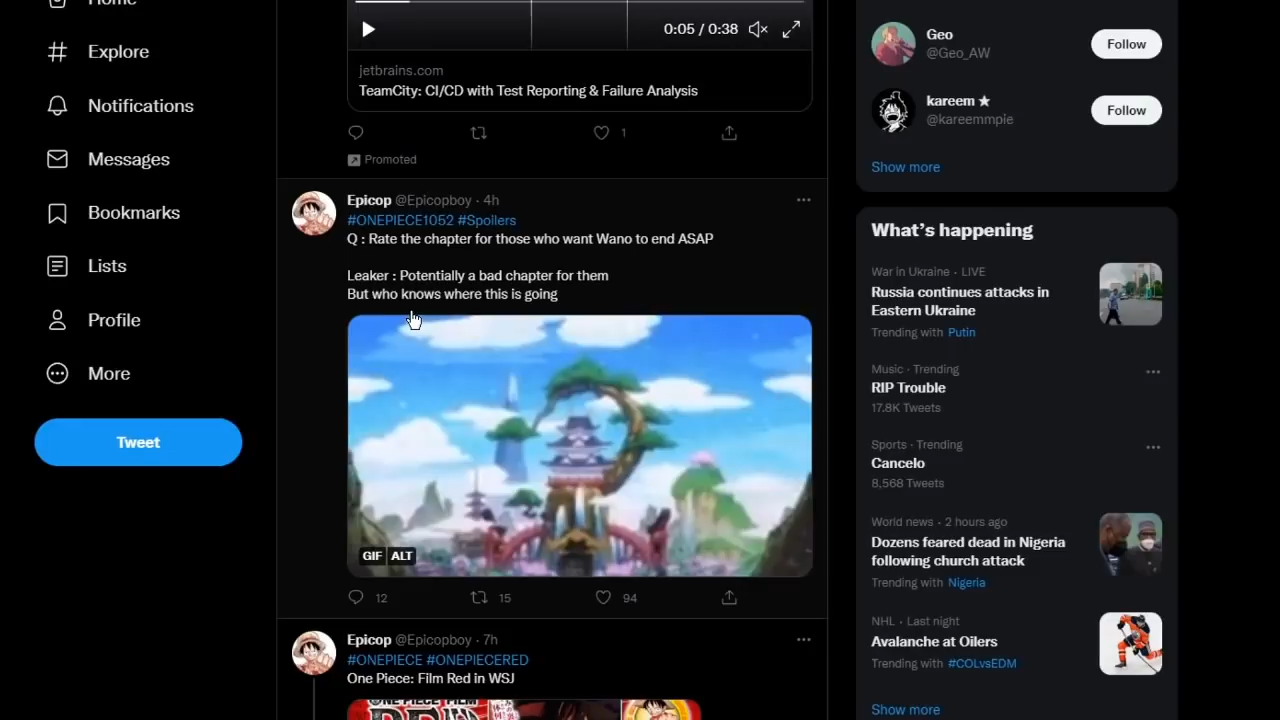 Home
Explore
Notifications
Messages
Bookmarks
Lists
Profile
More
Tweet
0:05 / 0:38
jetbrains.com
TeamCity: CI/CD with Test Reporting & Failure Analysis
1
Promoted
Epicop @Epicopboy · 4h
#ONEPIECE1052 #Spoilers
Q : Rate the chapter for those who want Wano to end ASAP
Leaker : Potentially a bad chapter for them
But who knows where this is going
GIF ALT
12 15 94
Epicop @Epicopboy · 7h
#ONEPIECE #ONEPIECERED
One Piece: Film Red in WSJ
ONE PIECE FILM
RED
Geo
@Geo_AW
Follow
kareem ★
@kareemmpie
Follow
Show more
What's happening
War in Ukraine · LIVE
Russia continues attacks in
Eastern Ukraine
Trending with Putin
Music · Trending
RIP Trouble
17.8K Tweets
Sports · Trending
Cancelo
8,568 Tweets
World news · 2 hours ago
Dozens feared dead in Nigeria
following church attack
Trending with Nigeria
NHL · Last night
Avalanche at Oilers
Trending with #COLvsEDM
Show more